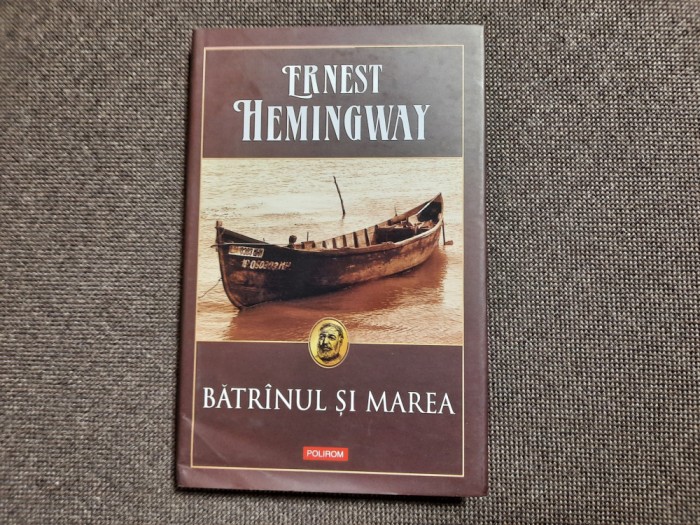 ERNEST
HEMINGWAY
BĂTRÎNUL ȘI MAREA
POLIROM